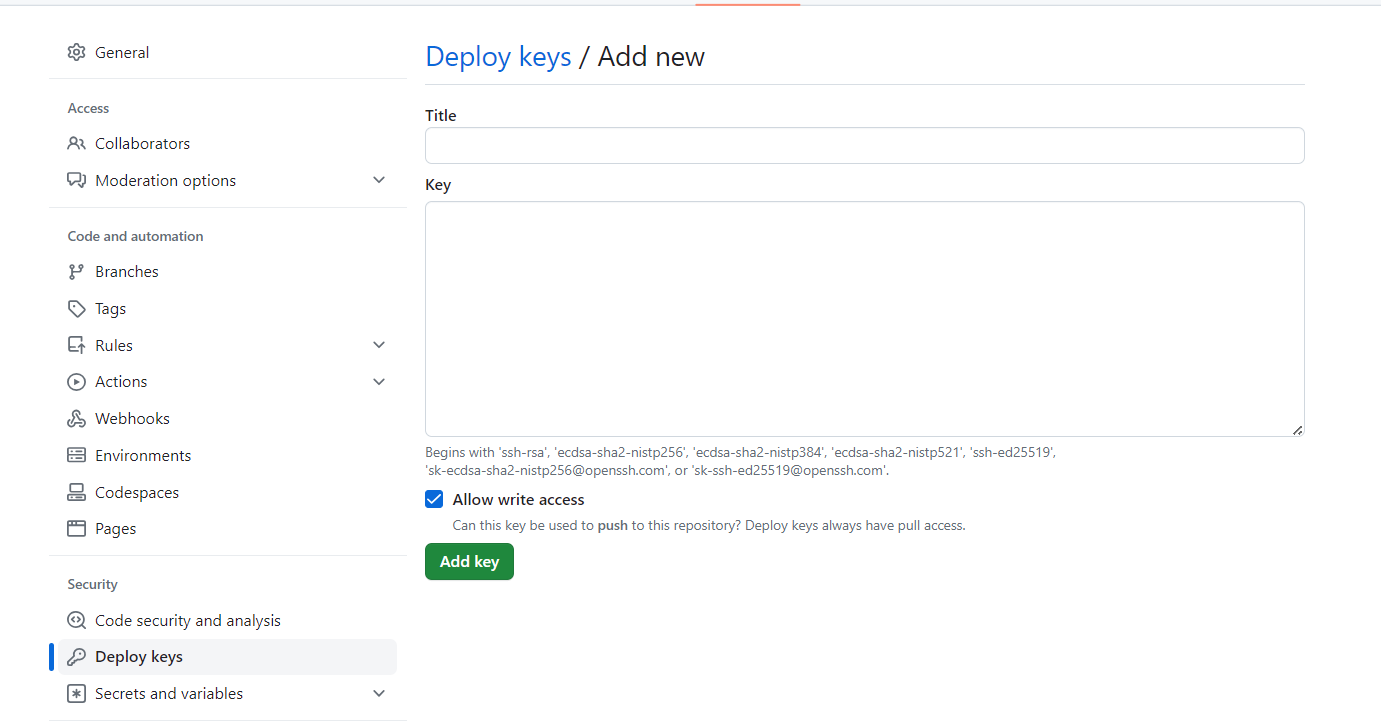 General
Access
Collaborators
Moderation options
Code and automation
Branches
Tags
Rules
Actions
Webhooks
Environments
Codespaces
Pages
Security
Code security and analysis
Deploy keys
Secrets and variables
Deploy keys / Add new
Title
Key
Begins with 'ssh-rsa', 'ecdsa-sha2-nistp256', 'ecdsa-sha2-nistp384', 'ecdsa-sha2-nistp521', 'ssh-ed25519',
'sk-ecdsa-sha2-nistp256@openssh.com', or 'sk-ssh-ed25519@openssh.com'.
Allow write access
Can this key be used to push to this repository? Deploy keys always have pull access.
Add key